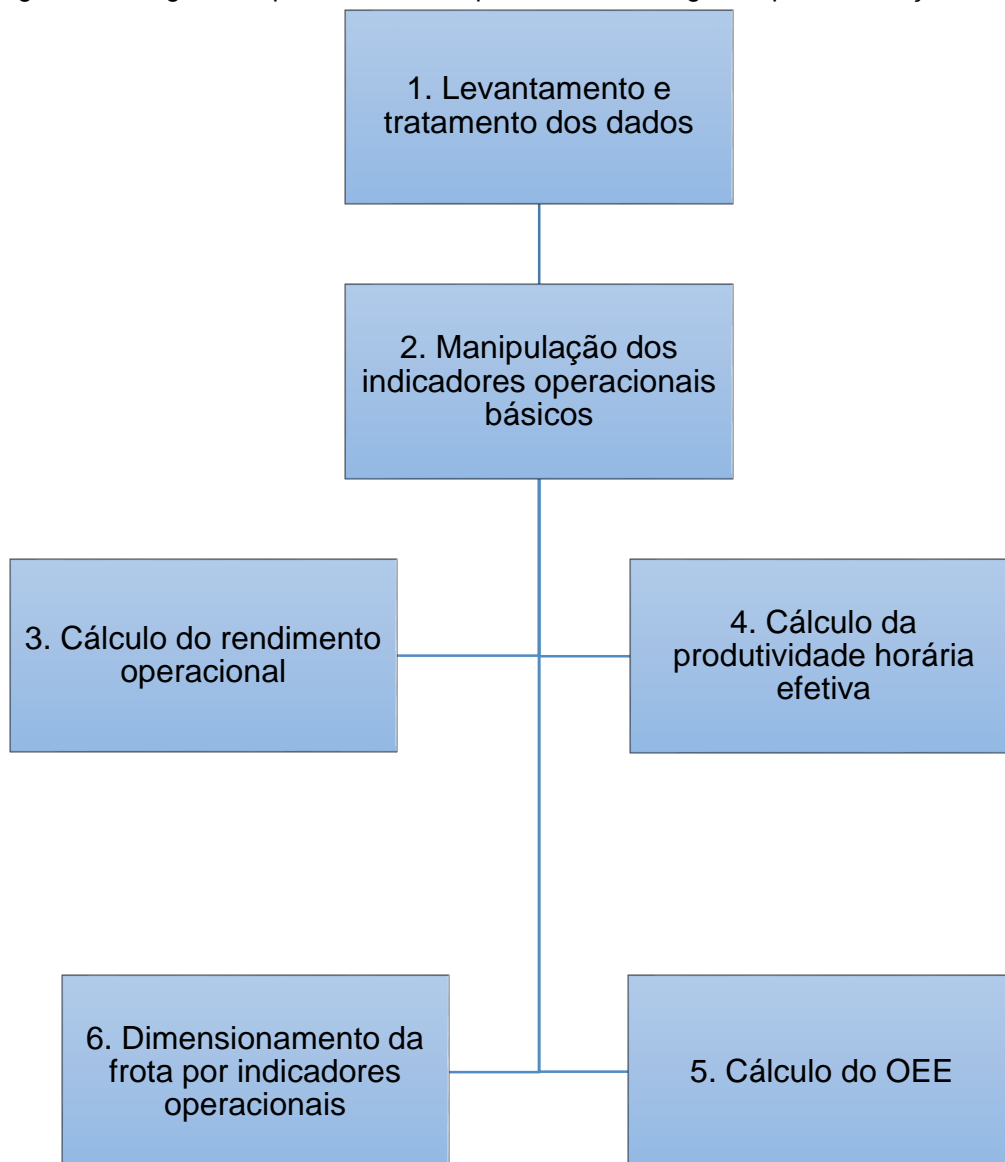 1. Levantamento e
tratamento dos dados
2. Manipulação dos
indicadores operacionais
básicos
3. Cálculo do rendimento
operacional
4. Cálculo da
produtividade horária
efetiva
6. Dimensionamento da
frota por indicadores
operacionais
5. Cálculo do OEE